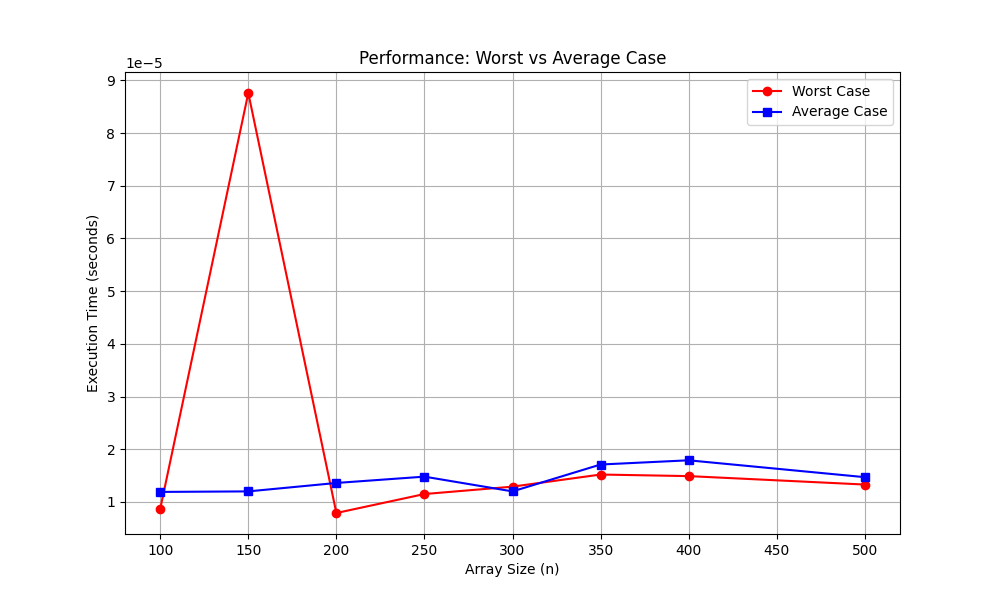 Performance: Worst vs Average Case
1e−5
9
8
7
6
5
4
3
2
1
Execution Time (seconds)
Worst Case
Average Case
100 150 200 250 300 350 400 450 500
Array Size (n)